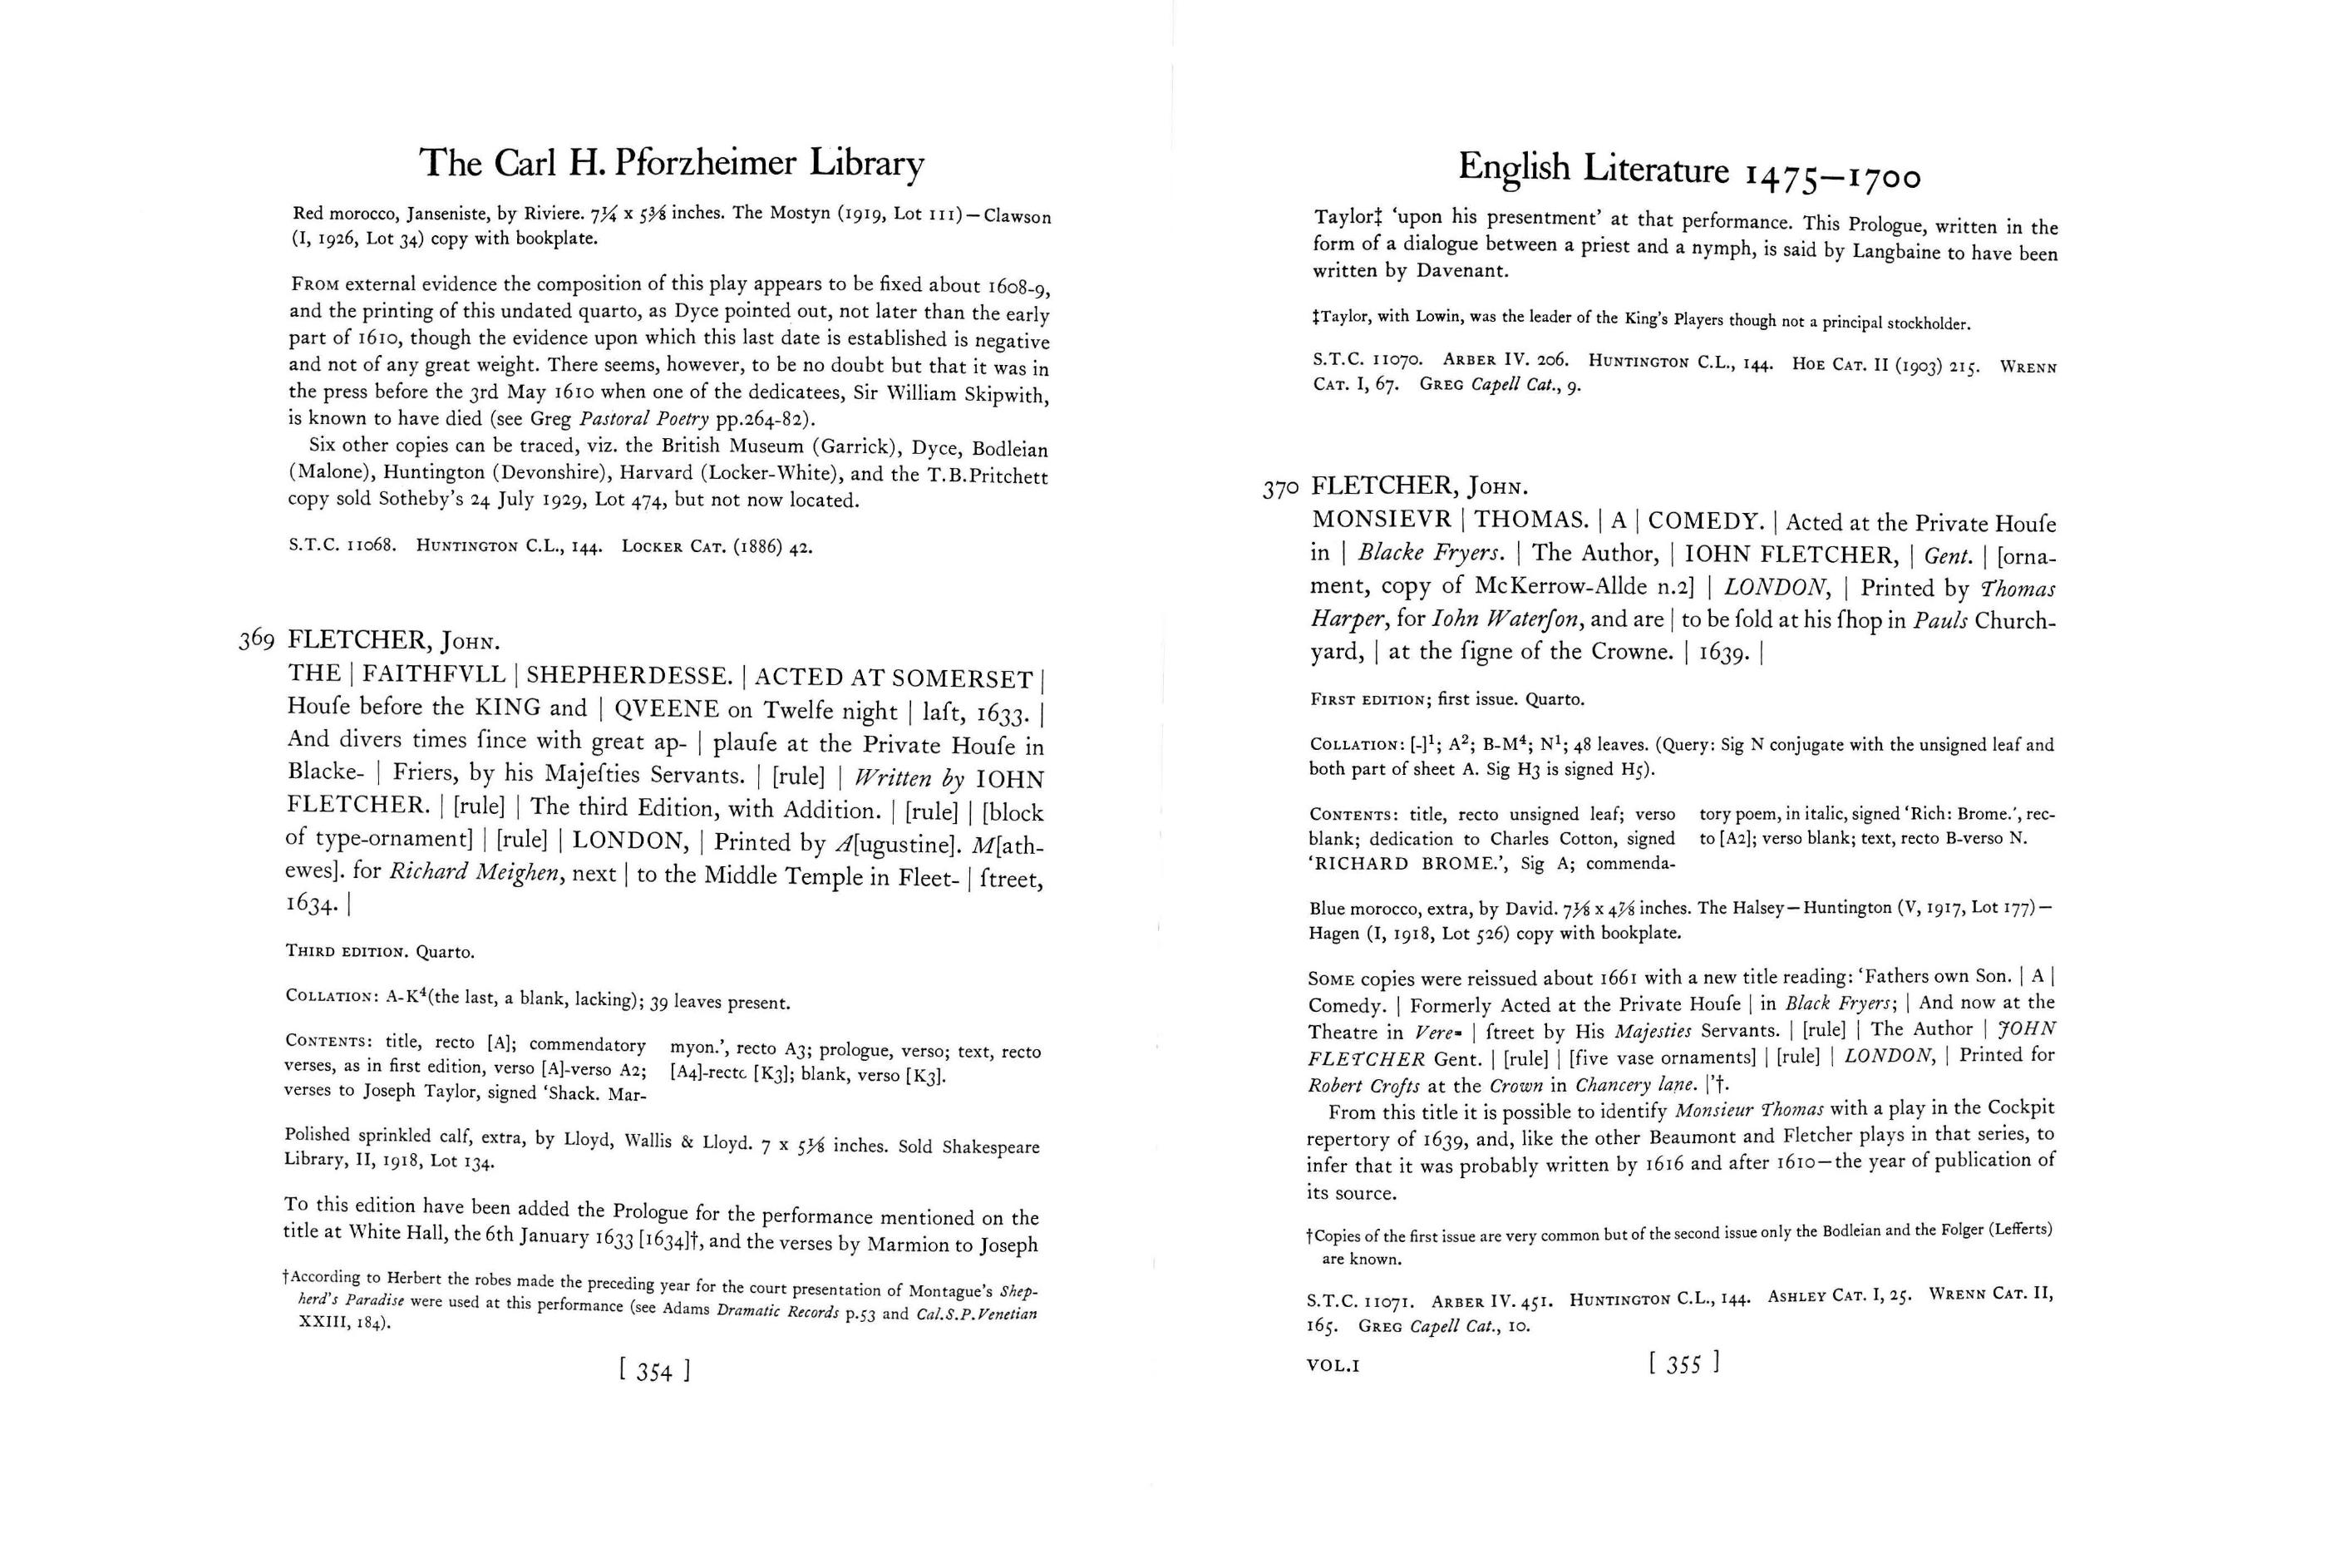 The Carl H. Pforzheimer Library
Red morocco, Janseniste, by Riviere. 7¼ x 5⅜ inches. The Mostyn (1919, Lot 111)—Clawson
(I, 1926, Lot 34) copy with bookplate.
FROM external evidence the composition of this play appears to be fixed about 1608-9,
and the printing of this undated quarto, as Dyce pointed out, not later than the early
part of 1610, though the evidence upon which this last date is established is negative
and not of any great weight. There seems, however, to be no doubt but that it was in
the press before the 3rd May 1610 when one of the dedicatees, Sir William Skipwith,
is known to have died (see Greg Pastoral Poetry pp.264-82).
Six other copies can be traced, viz. the British Museum (Garrick), Dyce, Bodleian
(Malone), Huntington (Devonshire), Harvard (Locker-White), and the T.B.Pritchett
copy sold Sotheby's 24 July 1929, Lot 474, but not now located.
S.T.C. 11068. HUNTINGTON C.L., 144. LOCKER CAT. (1886) 42.
369 FLETCHER, JOHN.
THE | FAITHFVLL | SHEPHERDESSE. | ACTED AT SOMERSET |
Houſe before the KING and | QVEENE on Twelfe night | laſt, 1633. |
And divers times ſince with great ap- | plauſe at the Private Houſe in
Blacke- | Friers, by his Majeſties Servants. | [rule] | Written by IOHN
FLETCHER. | [rule] | The third Edition, with Addition. | [rule] | [block
of type-ornament] | [rule] | LONDON, | Printed by A[ugustine]. M[ath-
ewes]. for Richard Meighen, next | to the Middle Temple in Fleet- | ſtreet,
1634. |
THIRD EDITION. Quarto.
COLLATION: A-K⁴(the last, a blank, lacking); 39 leaves present.
CONTENTS: title, recto [A]; commendatory
verses, as in first edition, verso [A]-verso A2;
verses to Joseph Taylor, signed 'Shack. Mar-
myon.', recto A3; prologue, verso; text, recto
[A4]-recto [K3]; blank, verso [K3].
Polished sprinkled calf, extra, by Lloyd, Wallis & Lloyd. 7 x 5⅛ inches. Sold Shakespeare
Library, II, 1918, Lot 134.
To this edition have been added the Prologue for the performance mentioned on the
title at White Hall, the 6th January 1633 [1634]†, and the verses by Marmion to Joseph
†According to Herbert the robes made the preceding year for the court presentation of Montague's Shep-
herd's Paradise were used at this performance (see Adams Dramatic Records p.53 and Cal.S.P.Venetian
XXIII, 184).
[ 354 ]
English Literature 1475—1700
Taylor‡ 'upon his presentment' at that performance. This Prologue, written in the
form of a dialogue between a priest and a nymph, is said by Langbaine to have been
written by Davenant.
‡Taylor, with Lowin, was the leader of the King's Players though not a principal stockholder.
S.T.C. 11070. ARBER IV. 206. HUNTINGTON C.L., 144. HOE CAT. II (1903) 215. WRENN
CAT. I, 67. GREG Capell Cat., 9.
370 FLETCHER, JOHN.
MONSIEVR | THOMAS. | A | COMEDY. | Acted at the Private Houſe
in | Blacke Fryers. | The Author, | IOHN FLETCHER, | Gent. | [orna-
ment, copy of McKerrow-Allde n.2] | LONDON, | Printed by Thomas
Harper, for Iohn Waterſon, and are | to be ſold at his ſhop in Pauls Church-
yard, | at the ſigne of the Crowne. | 1639. |
FIRST EDITION; first issue. Quarto.
COLLATION: [-]¹; A²; B-M⁴; N¹; 48 leaves. (Query: Sig N conjugate with the unsigned leaf and
both part of sheet A. Sig H3 is signed H5).
CONTENTS: title, recto unsigned leaf; verso
blank; dedication to Charles Cotton, signed
'RICHARD BROME.', Sig A; commenda-
tory poem, in italic, signed 'Rich: Brome.', rec-
to [A2]; verso blank; text, recto B-verso N.
Blue morocco, extra, by David. 7⅛ x 4⅞ inches. The Halsey—Huntington (V, 1917, Lot 177)—
Hagen (I, 1918, Lot 526) copy with bookplate.
SOME copies were reissued about 1661 with a new title reading: 'Fathers own Son. | A |
Comedy. | Formerly Acted at the Private Houſe | in Black Fryers; | And now at the
Theatre in Vere- | ſtreet by His Majesties Servants. | [rule] | The Author | JOHN
FLETCHER Gent. | [rule] | [five vase ornaments] | [rule] | LONDON, | Printed for
Robert Crofts at the Crown in Chancery lane. |'†.
From this title it is possible to identify Monsieur Thomas with a play in the Cockpit
repertory of 1639, and, like the other Beaumont and Fletcher plays in that series, to
infer that it was probably written by 1616 and after 1610—the year of publication of
its source.
†Copies of the first issue are very common but of the second issue only the Bodleian and the Folger (Lefferts)
are known.
S.T.C. 11071. ARBER IV. 451. HUNTINGTON C.L., 144. ASHLEY CAT. I, 25. WRENN CAT. II,
165. GREG Capell Cat., 10.
VOL.I
[ 355 ]